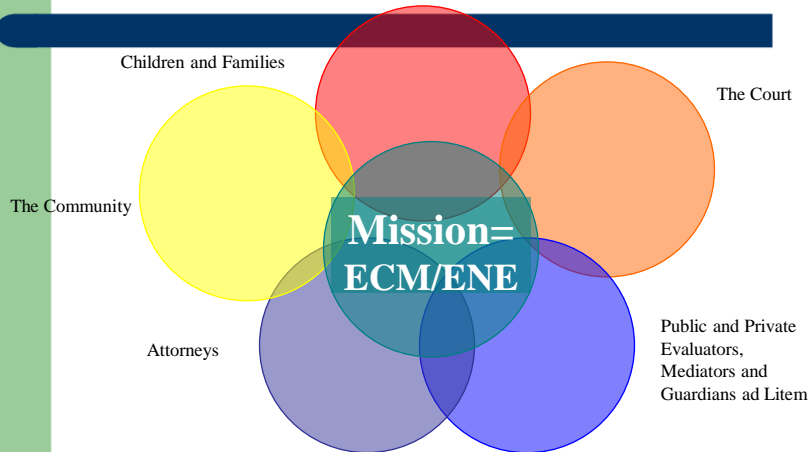 Children and Families
The Court
The Community
Mission=
ECM/ENE
Attorneys
Public and Private
Evaluators,
Mediators and
Guardians ad Litem